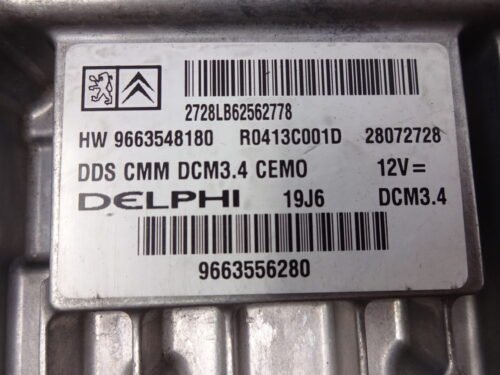 2728LB62562778
HW 9663548180 R0413C001D 28072728
DDS CMM DCM3.4 CEMO 12V=
DELPHI 19J6 DCM3.4
9663556280